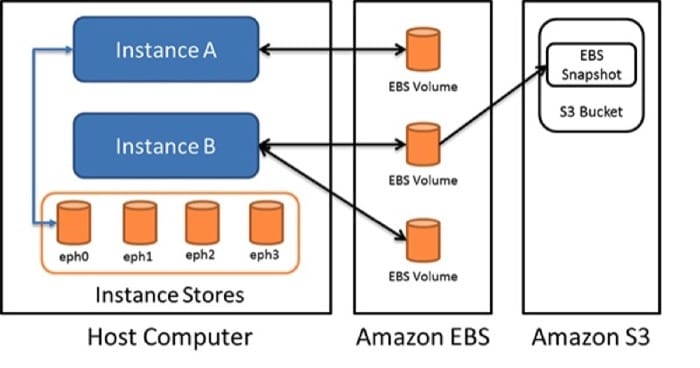 Instance A
EBS Volume
EBS
Snapshot
S3 Bucket
Instance B
EBS Volume
eph0
eph1
eph2
eph3
EBS Volume
Instance Stores
Host Computer
Amazon EBS
Amazon S3